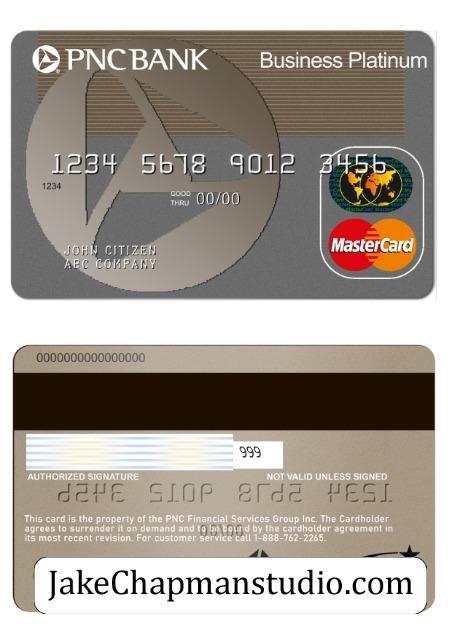 PNCBANK
Business Platinum
1234 5678 9012 3456
1234
GOOD
THRU 00/00
JOHN CITIZEN
ABC COMPANY
MasterCard
0000000000000000
999
AUTHORIZED SIGNATURE NOT VALID UNLESS SIGNED
This card is the property of the PNC Financial Services Group Inc. The Cardholder
agrees to surrender it on demand and to bound by the cardholder agreement in
its most recent revision. For customer service call 1-888-762-2265.
JakeChapmanstudio.com